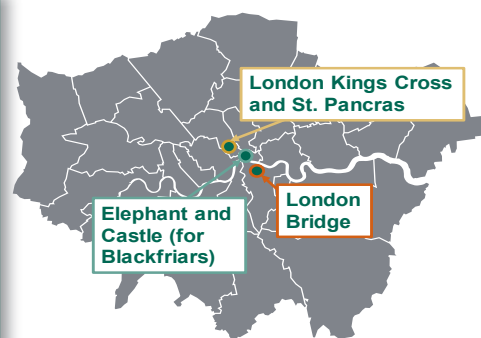 London Kings Cross
and St. Pancras
Elephant and
Castle (for
Blackfriars)
London
Bridge